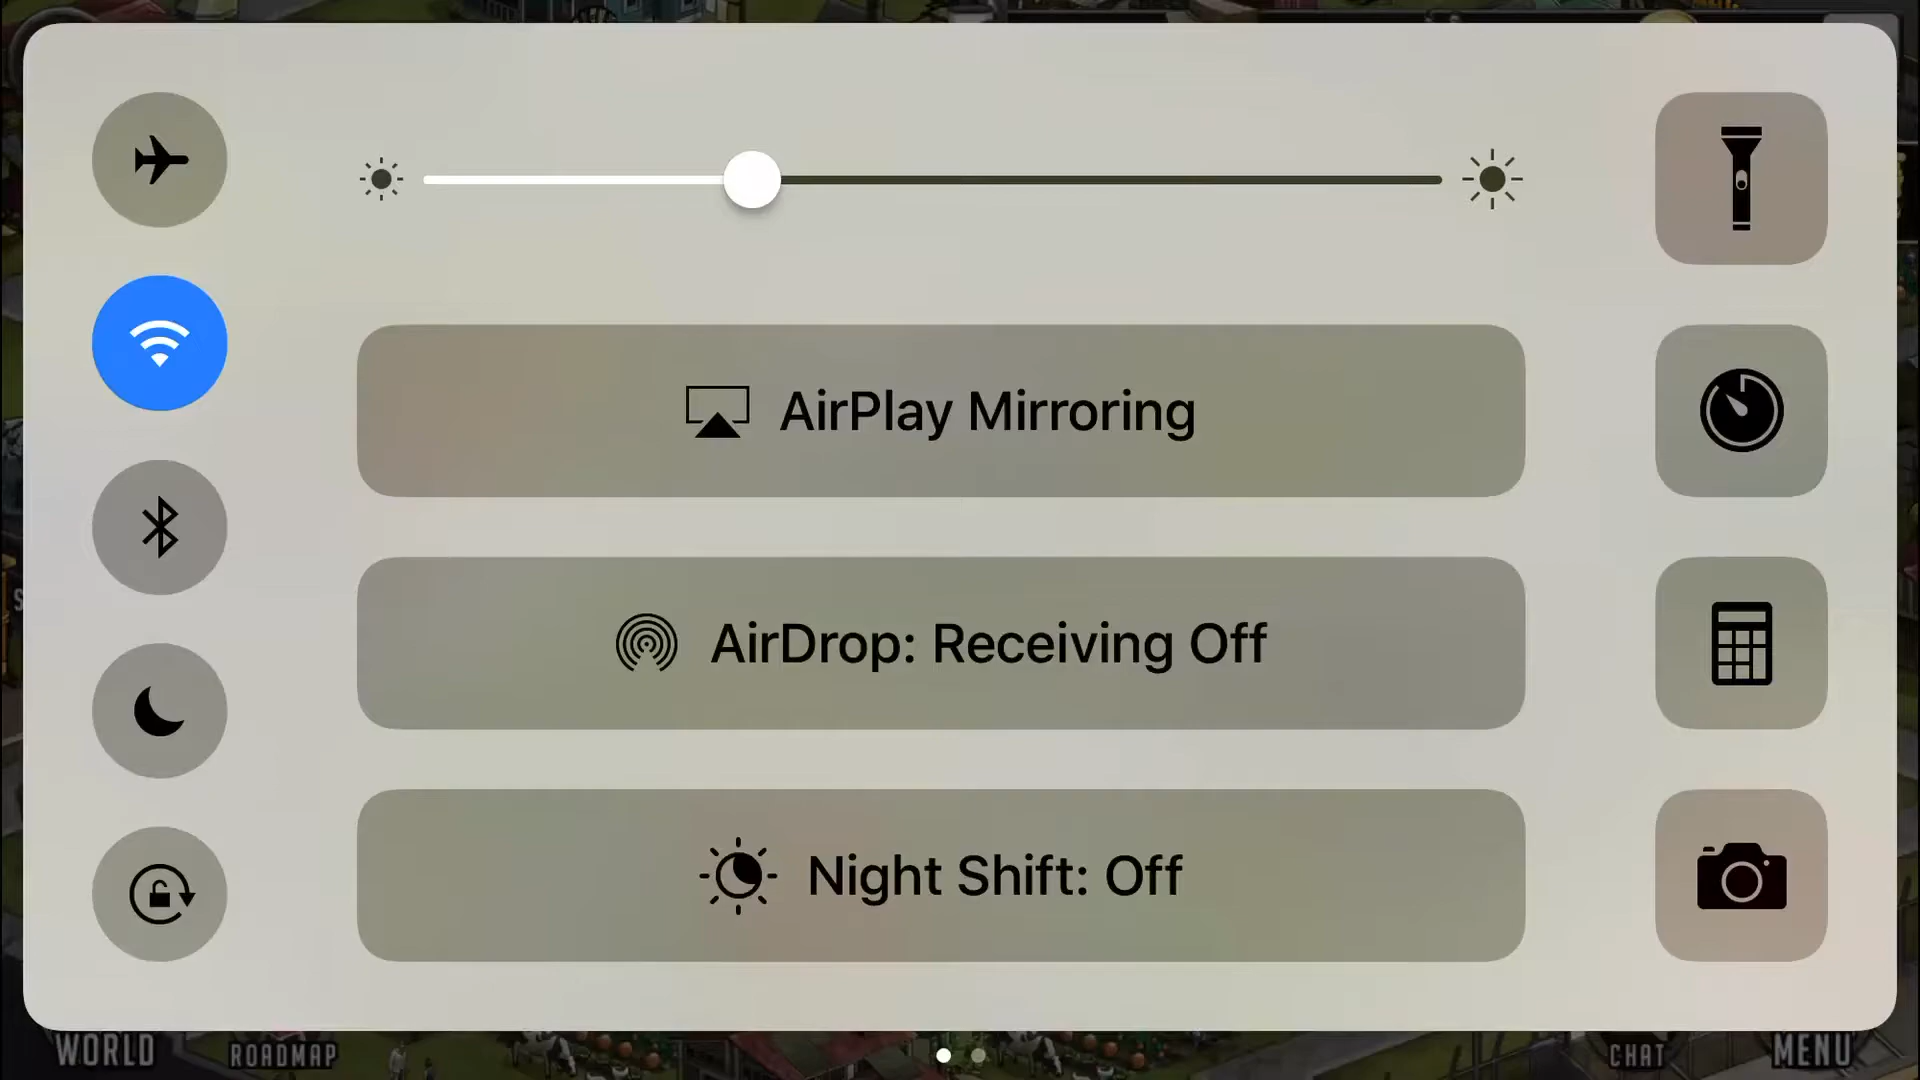 AirPlay Mirroring
AirDrop: Receiving Off
Night Shift: Off
WORLD
ROADMAP
CHAT
MENU